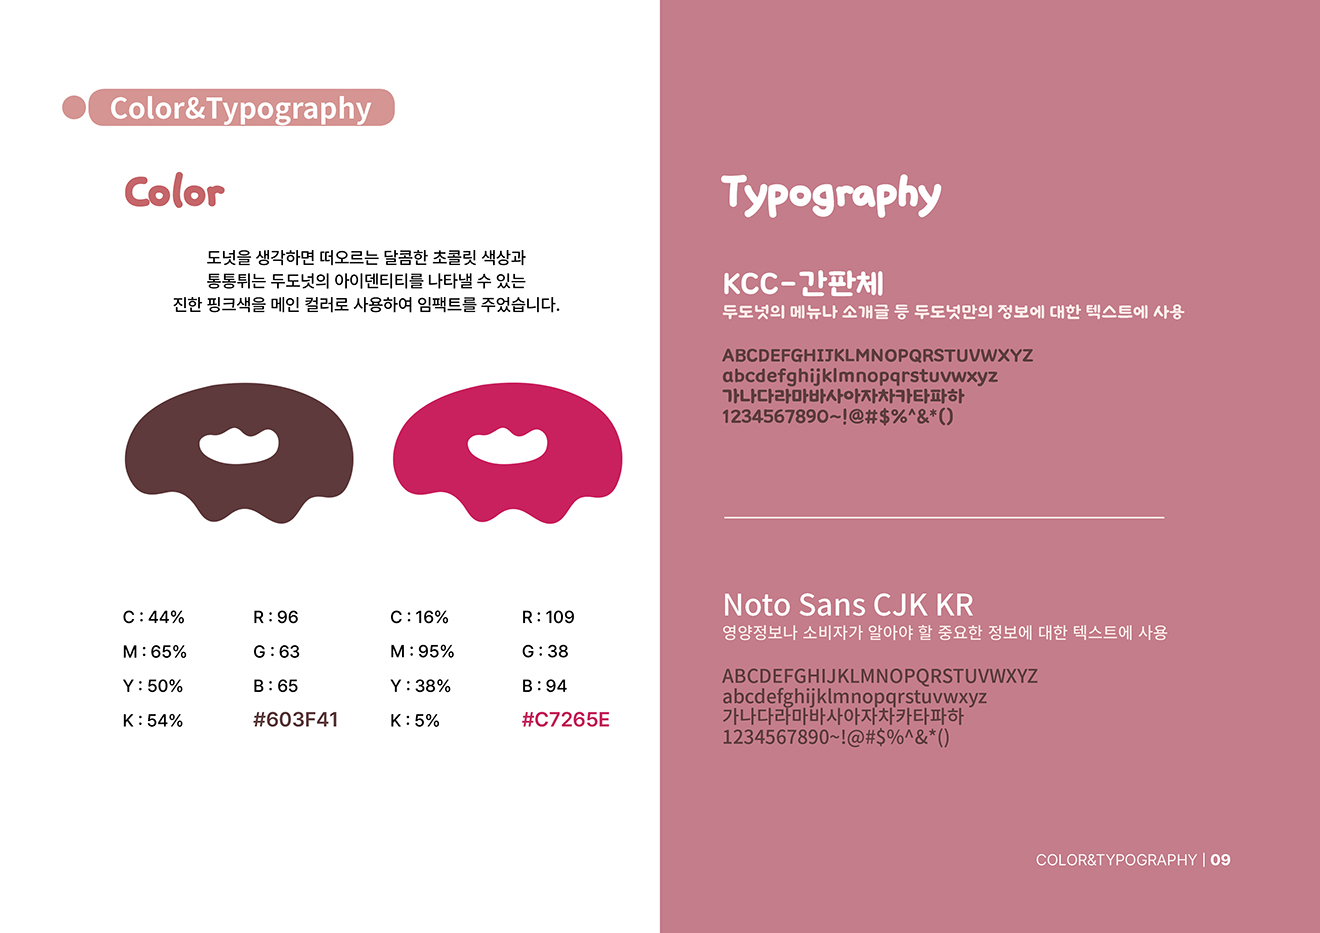 Color&Typography
Color
도넛을 생각하면 떠오르는 달콤한 초콜릿 색상과
통통튀는 두도넛의 아이덴티티를 나타낼 수 있는
진한 핑크색을 메인 컬러로 사용하여 임팩트를 주었습니다.
C : 44%
M : 65%
Y : 50%
K : 54%
R : 96
G : 63
B : 65
#603F41
C : 16%
M : 95%
Y : 38%
K : 5%
R : 109
G : 38
B : 94
#C7265E
Typography
KCC-간판체
두도넛의 메뉴나 소개글 등 두도넛만의 정보에 대한 텍스트에 사용
ABCDEFGHIJKLMNOPQRSTUVWXYZ
abcdefghijklmnopqrstuvwxyz
가나다라마바사아자차카타파하
1234567890~!@#$%^&*()
Noto Sans CJK KR
영양정보나 소비자가 알아야 할 중요한 정보에 대한 텍스트에 사용
ABCDEFGHIJKLMNOPQRSTUVWXYZ
abcdefghijklmnopqrstuvwxyz
가나다라마바사아자차카타파하
1234567890~!@#$%^&*()
COLOR&TYPOGRAPHY | 09